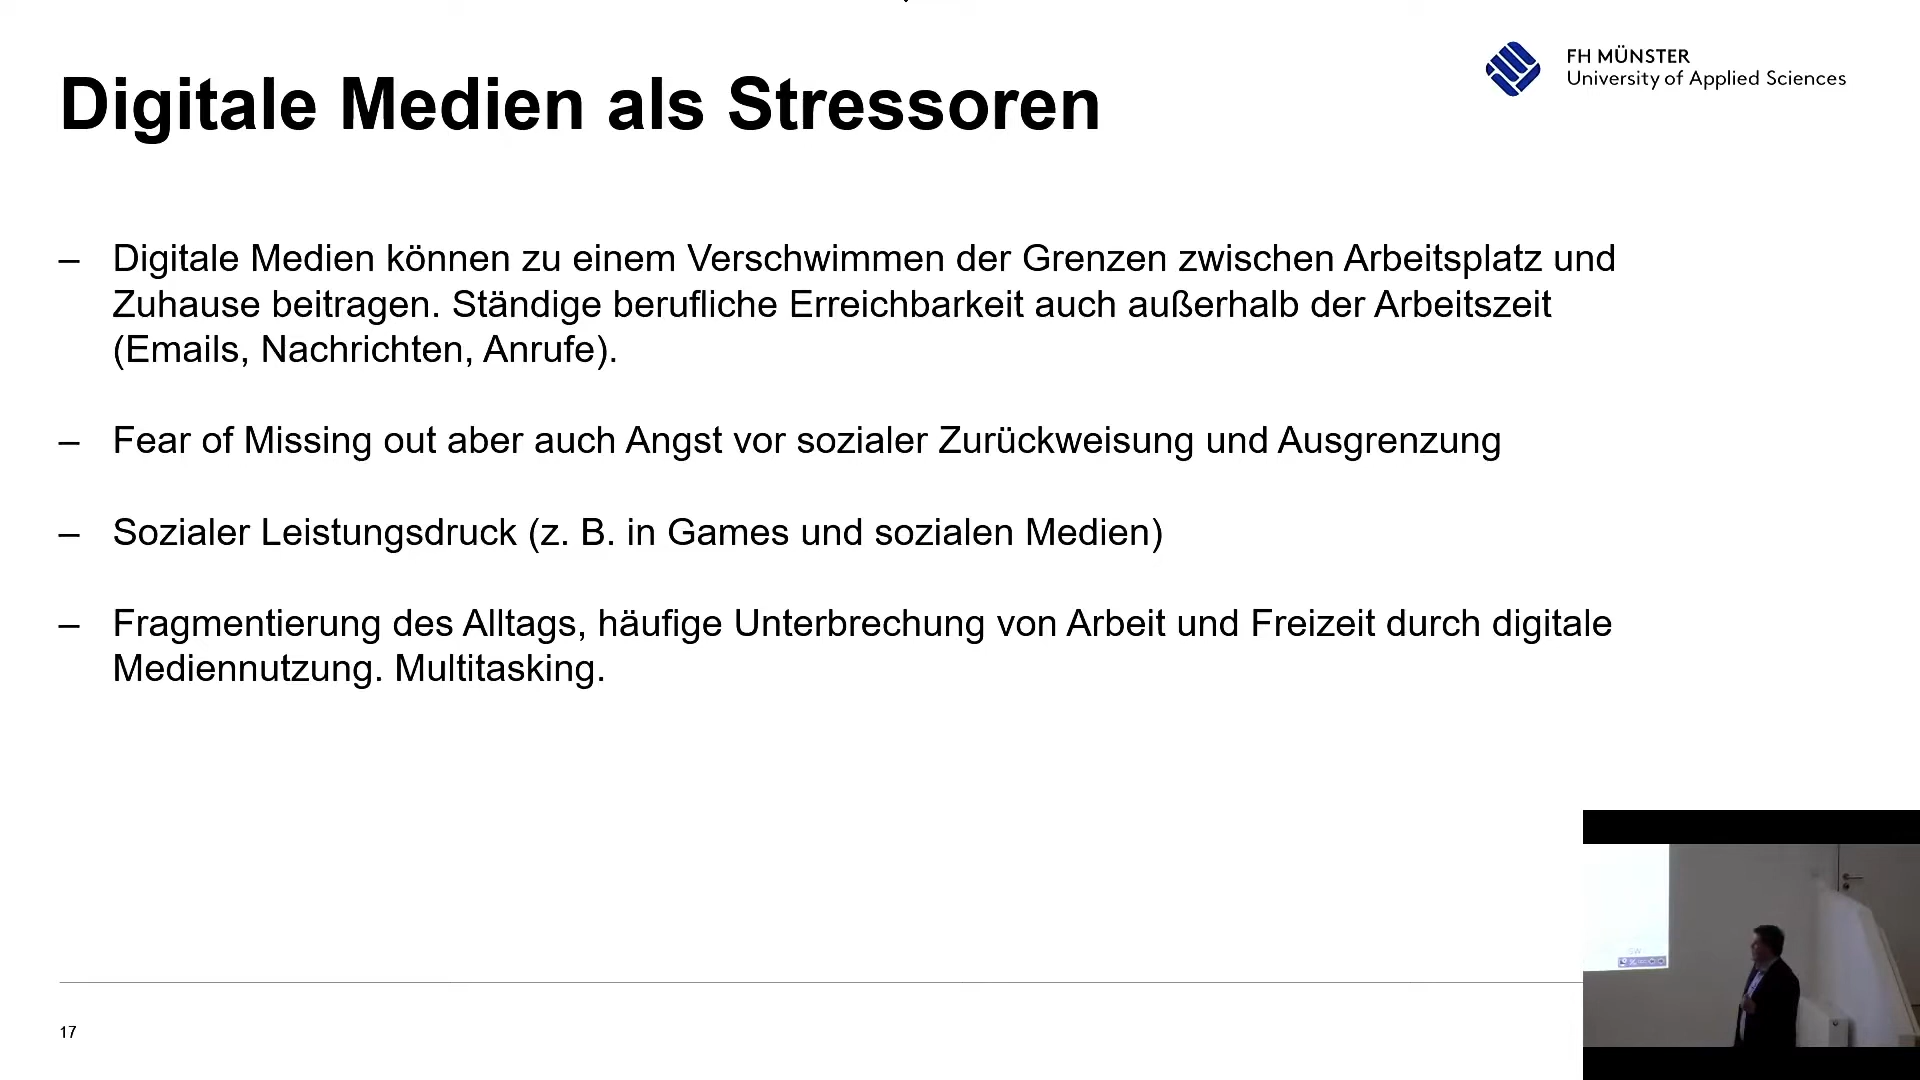 FH MÜNSTER
University of Applied Sciences
Digitale Medien als Stressoren
– Digitale Medien können zu einem Verschwimmen der Grenzen zwischen Arbeitsplatz und
Zuhause beitragen. Ständige berufliche Erreichbarkeit auch außerhalb der Arbeitszeit
(Emails, Nachrichten, Anrufe).
– Fear of Missing out aber auch Angst vor sozialer Zurückweisung und Ausgrenzung
– Sozialer Leistungsdruck (z. B. in Games und sozialen Medien)
– Fragmentierung des Alltags, häufige Unterbrechung von Arbeit und Freizeit durch digitale
Mediennutzung. Multitasking.
17